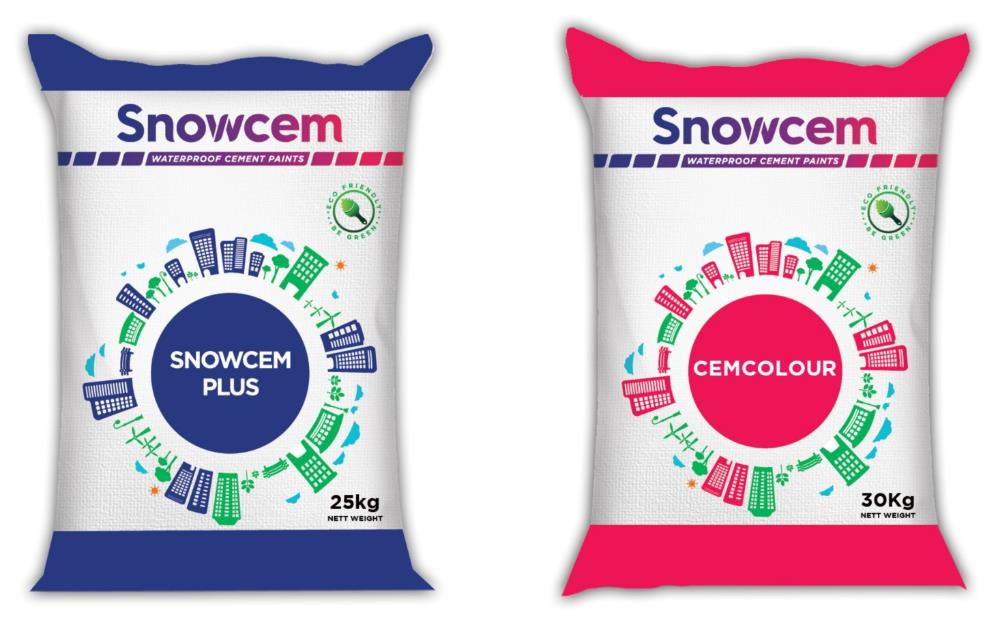 Snowcem
WATERPROOF CEMENT PAINTS
ECO FRIENDLY
BE GREEN
SNOWCEM
PLUS
25kg
NETT WEIGHT
Snowcem
WATERPROOF CEMENT PAINTS
ECO FRIENDLY
BE GREEN
CEMCOLOUR
30Kg
NETT WEIGHT